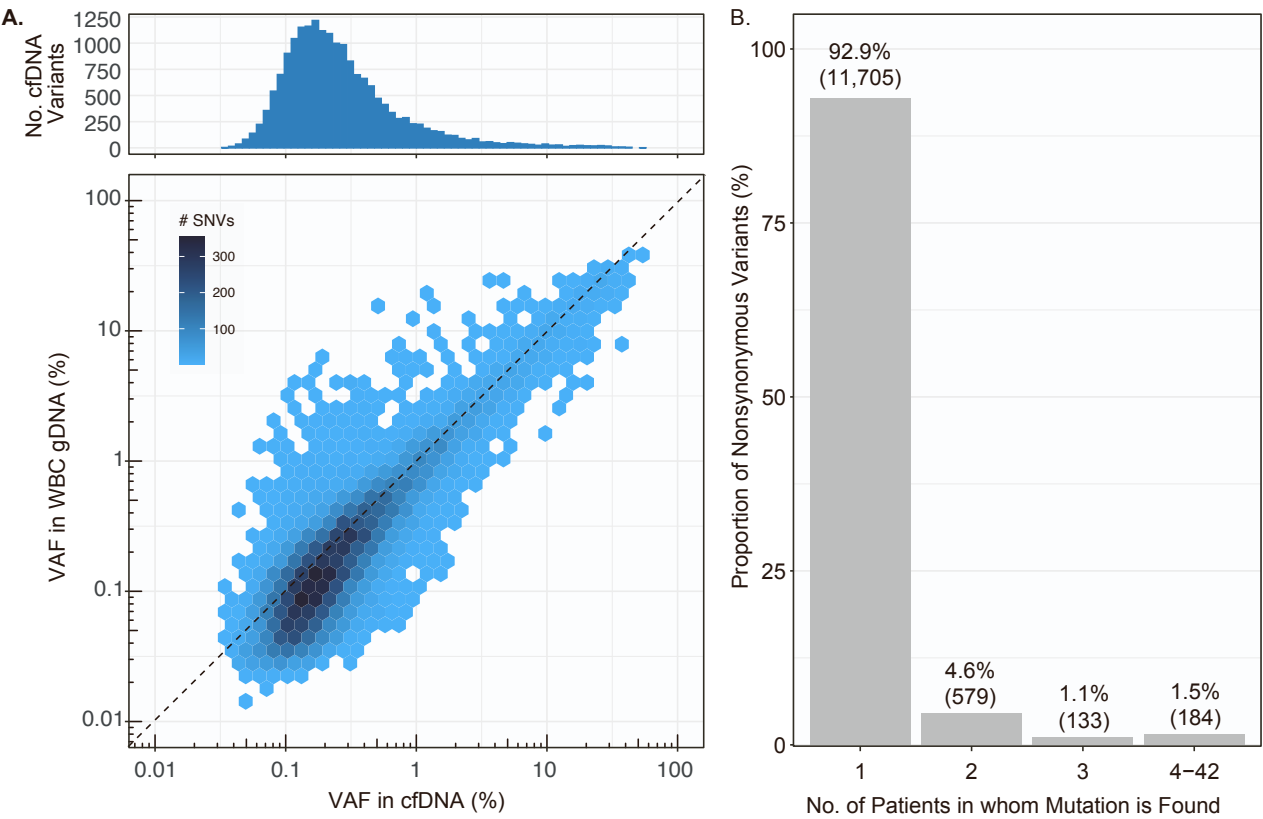 A.
No. cfDNA
Variants
1250
1000
750
500
250
0
# SNVs
300
200
100
VAF in WBC gDNA (%)
100
10
1
0.1
0.01
0.01 0.1 1 10 100
VAF in cfDNA (%)
B.
Proportion of Nonsynonymous Variants (%)
100
75
50
25
0
92.9%
(11,705)
4.6%
(579)
1.1%
(133)
1.5%
(184)
1 2 3 4−42
No. of Patients in whom Mutation is Found